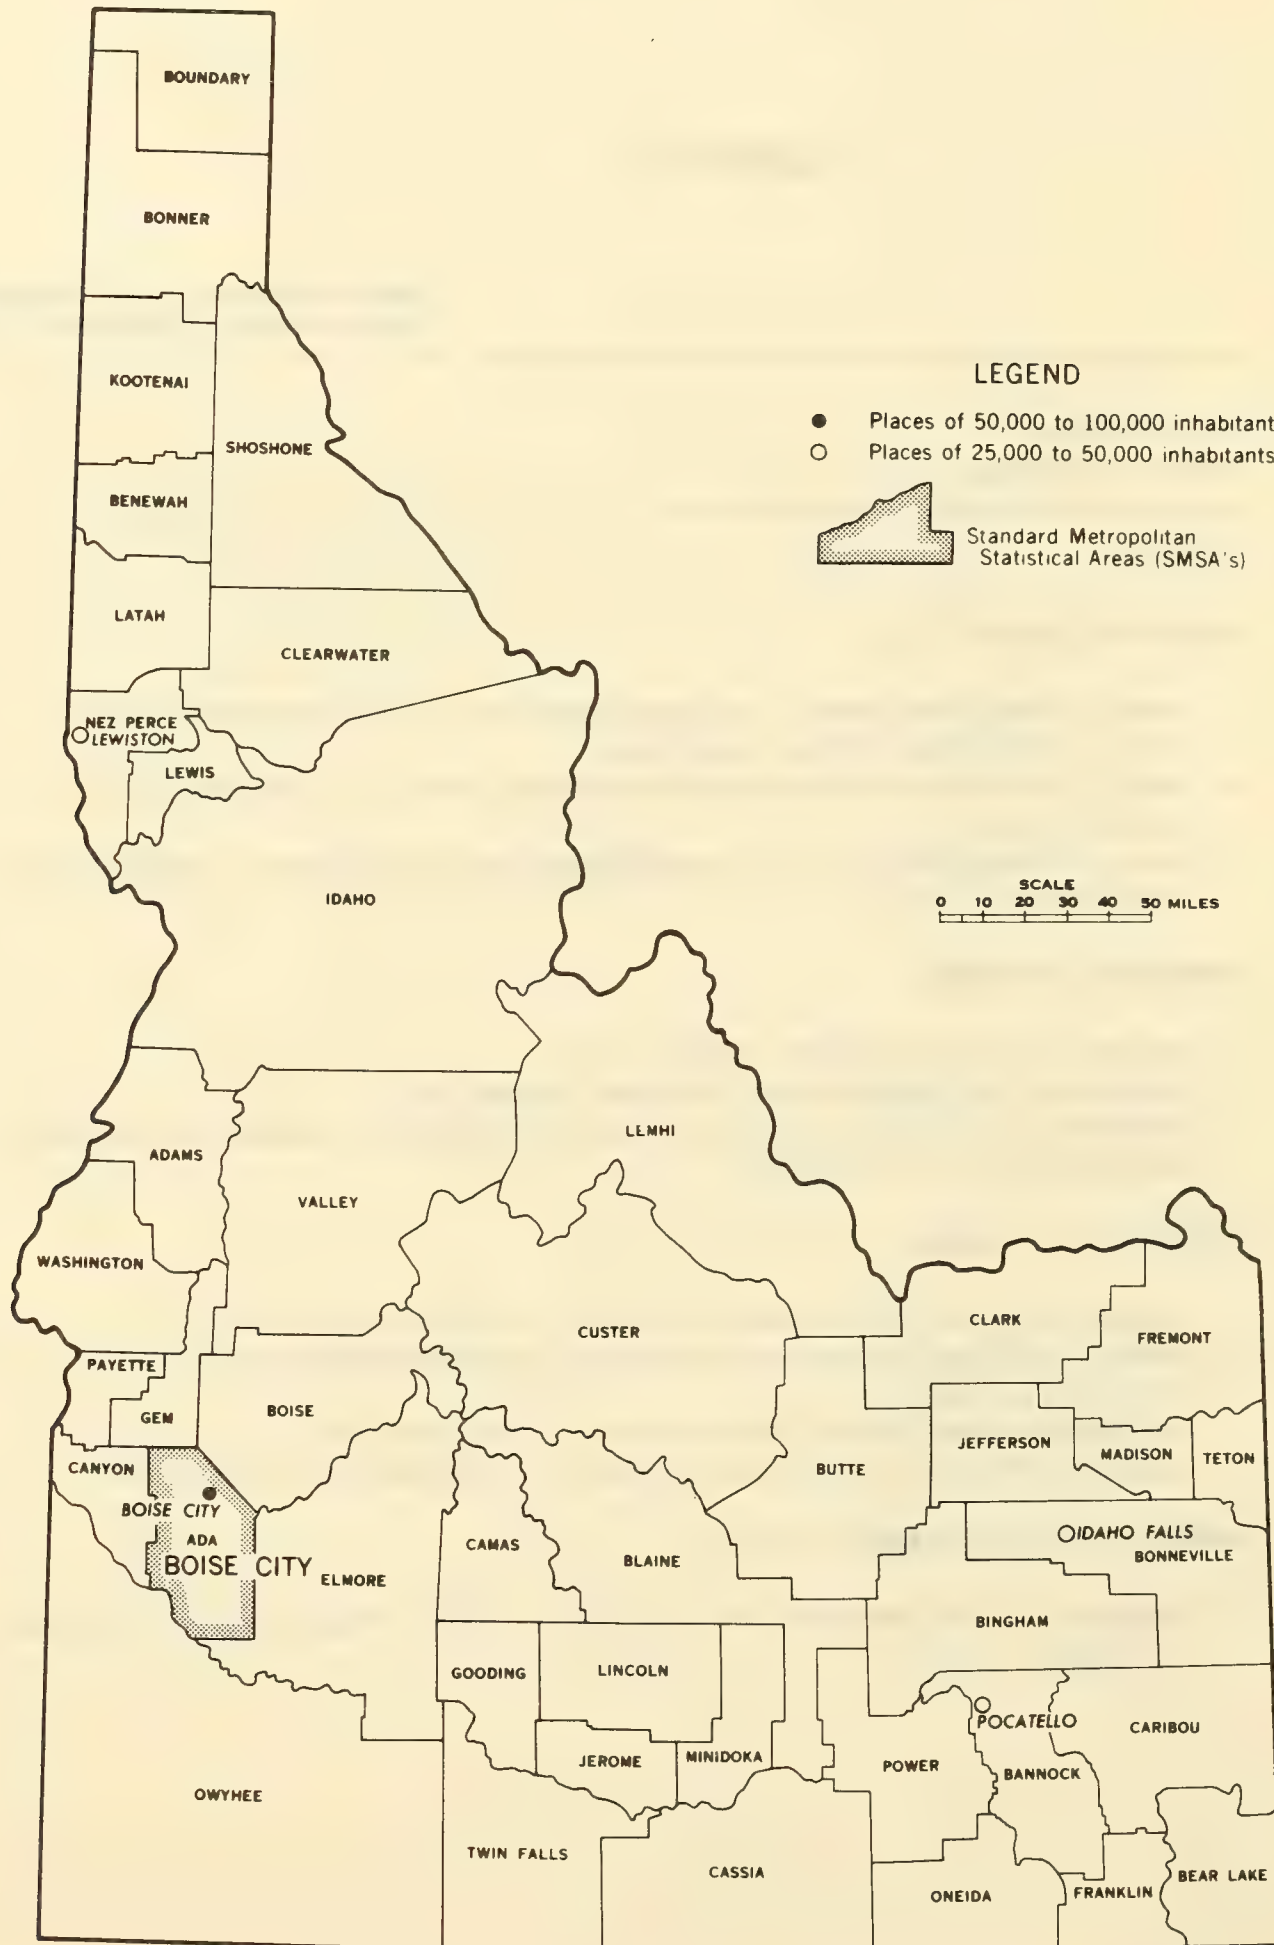 BOUNDARY
BONNER
KOOTENAI
SHOSHONE
BENEWAH
LATAH
CLEARWATER
NEZ PERCE
LEWISTON
LEWIS
IDAHO
LEGEND
Places of 50,000 to 100,000 inhabitant
Places of 25,000 to 50,000 inhabitants
Standard Metropolitan
Statistical Areas (SMSA's)
SCALE
0 10 20 30 40 50 MILES
LEMHI
ADAMS
VALLEY
WASHINGTON
CUSTER
CLARK
FREMONT
PAYETTE
GEM
BOISE
CANYON
BUTTE
JEFFERSON
MADISON
TETON
BOISE CITY
ADA
BOISE CITY
ELMORE
CAMAS
BLAINE
IDAHO FALLS
BONNEVILLE
BINGHAM
GOODING
LINCOLN
JEROME
MINIDOKA
POWER
POCATELLO
BANNOCK
CARIBOU
OWYHEE
TWIN FALLS
CASSIA
ONEIDA
FRANKLIN
BEAR LAKE